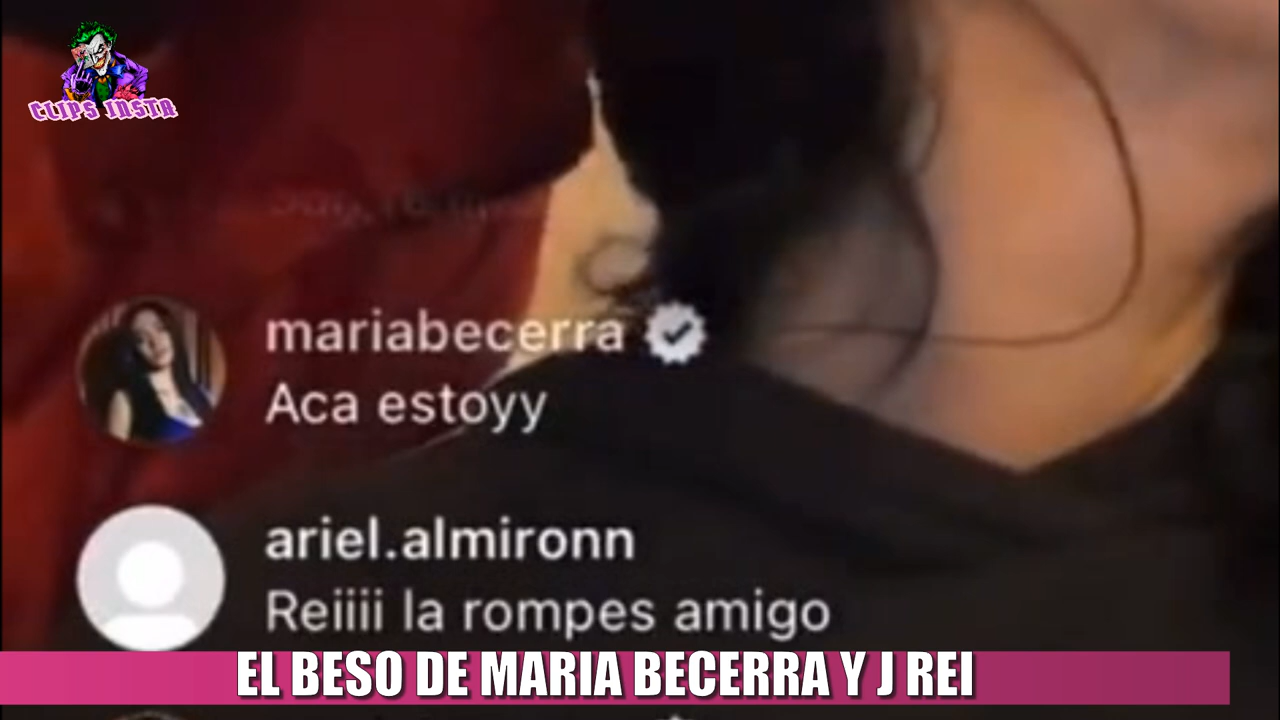 CLIPS INSTA
mariabecerra
Aca estoyy
ariel.almironn
Reiiii la rompes amigo
EL BESO DE MARIA BECERRA Y J REI